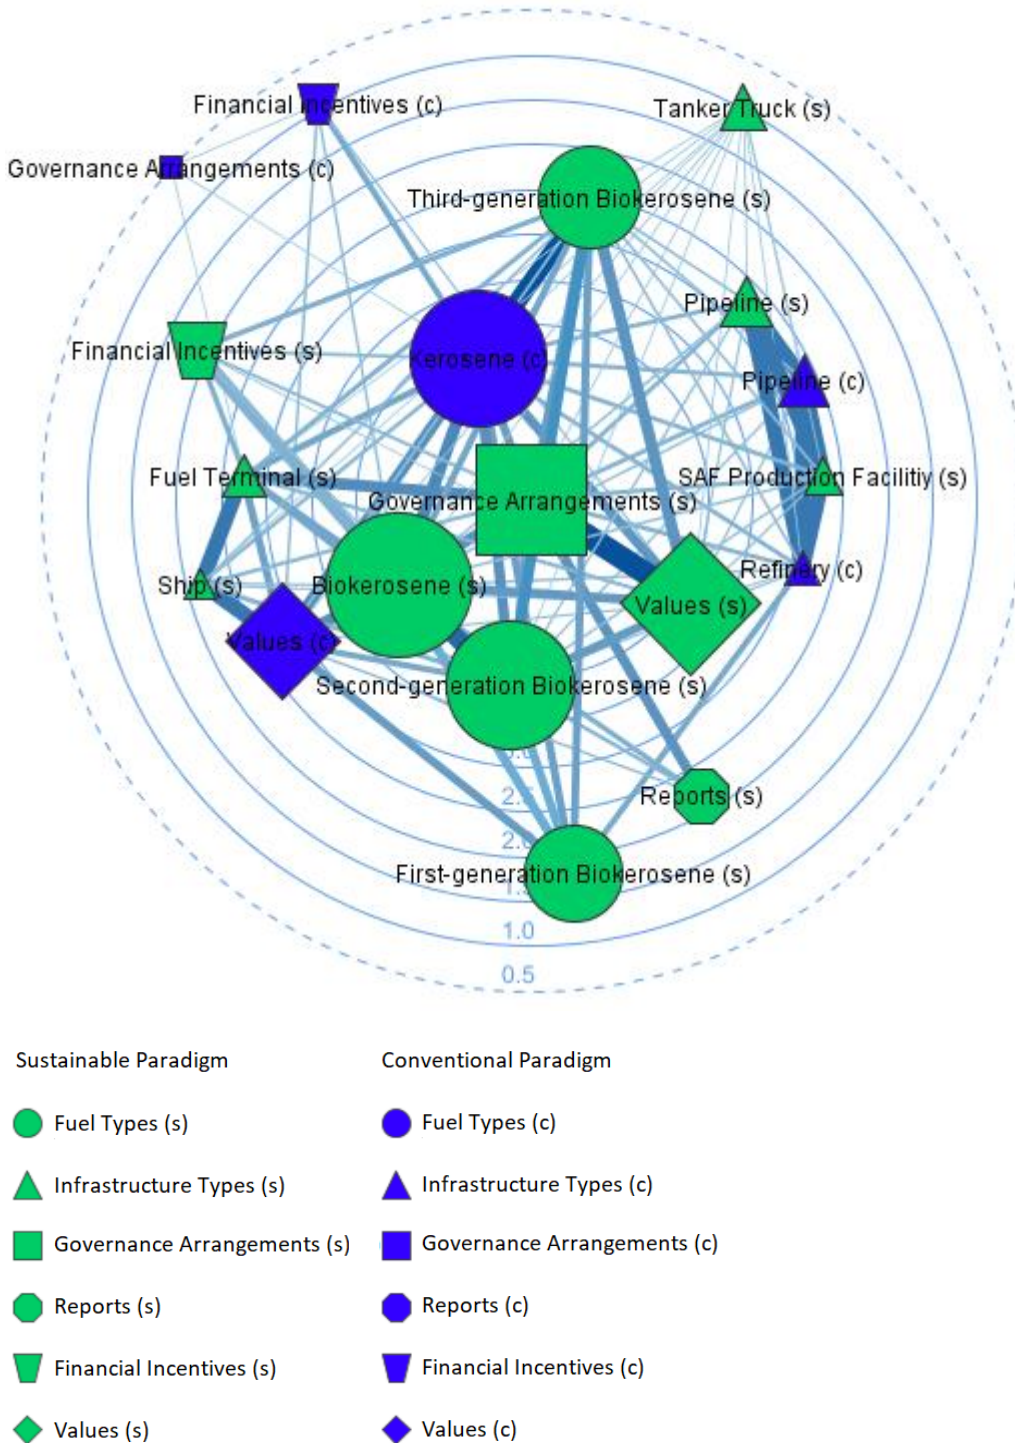 Financial Incentives (c)
Tanker Truck (s)
Governance Arrangements (c)
Third-generation Biokerosene (s)
Pipeline (s)
Financial Incentives (s)
Kerosene (c)
Pipeline (c)
Fuel Terminal (s)
SAF Production Facilitiy (s)
Governance Arrangements (s)
Refinery (c)
Ship (s)
Biokerosene (s)
Values (s)
Values (c)
Second-generation Biokerosene (s)
Reports (s)
First-generation Biokerosene (s)
1.0
0.5
Sustainable Paradigm
Conventional Paradigm
Fuel Types (s)
Fuel Types (c)
Infrastructure Types (s)
Infrastructure Types (c)
Governance Arrangements (s)
Governance Arrangements (c)
Reports (s)
Reports (c)
Financial Incentives (s)
Financial Incentives (c)
Values (s)
Values (c)